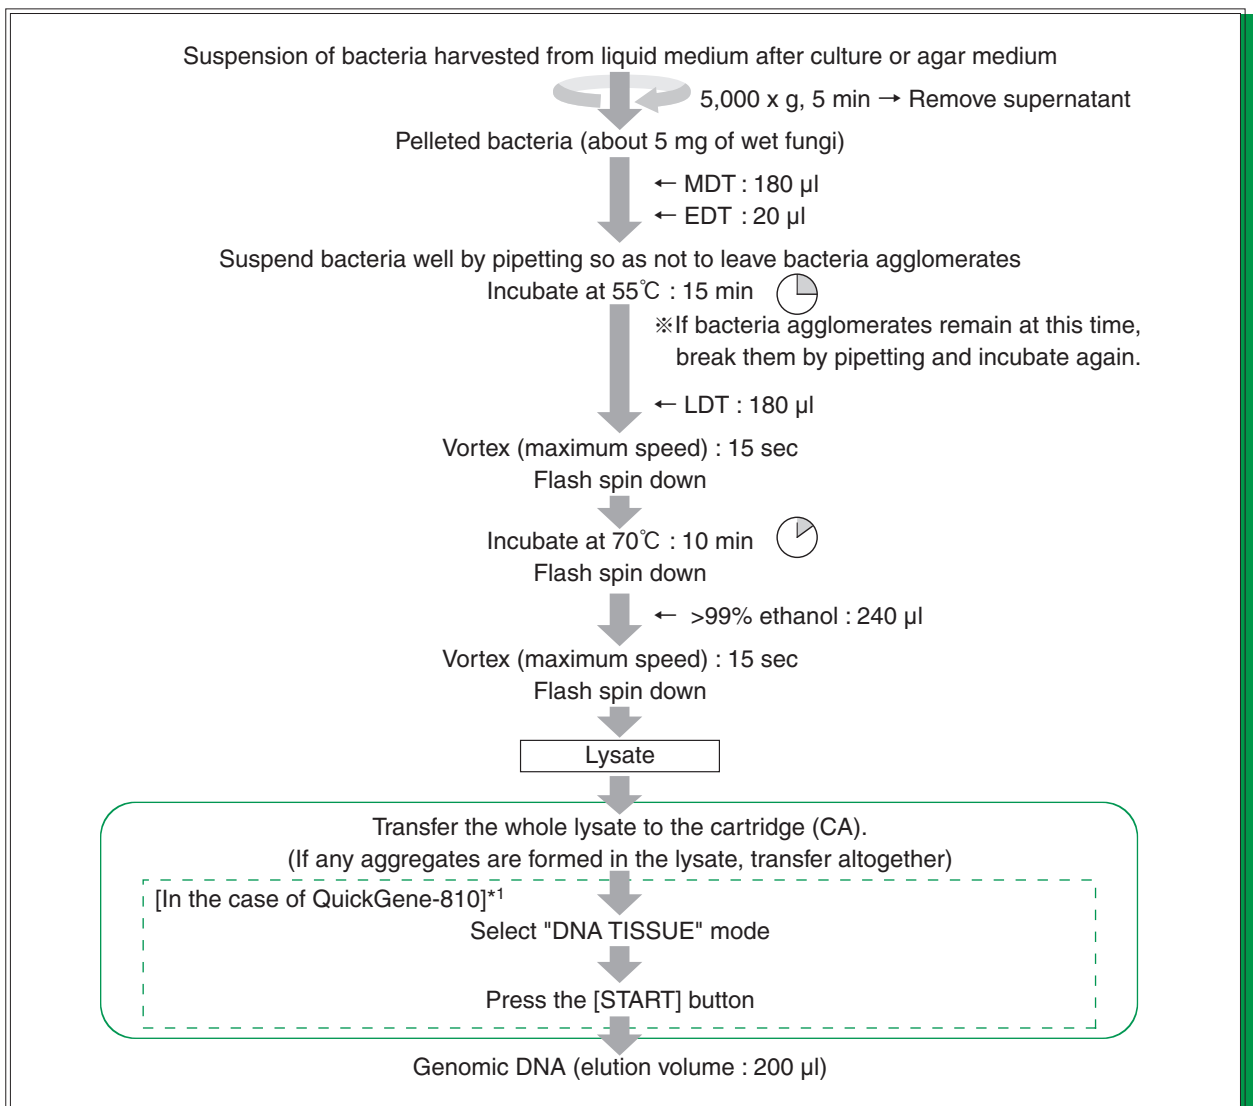 Suspension of bacteria harvested from liquid medium after culture or agar medium
5,000 x g, 5 min → Remove supernatant
Pelleted bacteria (about 5 mg of wet fungi)
← MDT : 180 µl
← EDT : 20 µl
Suspend bacteria well by pipetting so as not to leave bacteria agglomerates
Incubate at 55℃ : 15 min
※If bacteria agglomerates remain at this time,
break them by pipetting and incubate again.
← LDT : 180 µl
Vortex (maximum speed) : 15 sec
Flash spin down
Incubate at 70℃ : 10 min
Flash spin down
← >99% ethanol : 240 µl
Vortex (maximum speed) : 15 sec
Flash spin down
Lysate
Transfer the whole lysate to the cartridge (CA).
(If any aggregates are formed in the lysate, transfer altogether)
[In the case of QuickGene-810]*1
Select "DNA TISSUE" mode
Press the [START] button
Genomic DNA (elution volume : 200 µl)